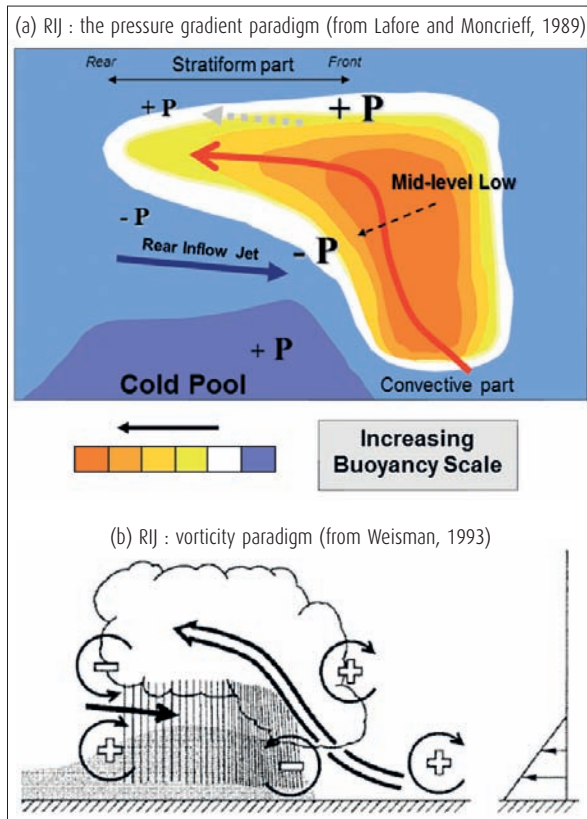 (a) RIJ : the pressure gradient paradigm (from Lafore and Moncrieff, 1989)
Rear Stratiform part Front
+ P + P
Mid-level Low
- P - P
Rear Inflow Jet
+ P
Cold Pool Convective part
Increasing
Buoyancy Scale
(b) RIJ : vorticity paradigm (from Weisman, 1993)
− +
+ − +